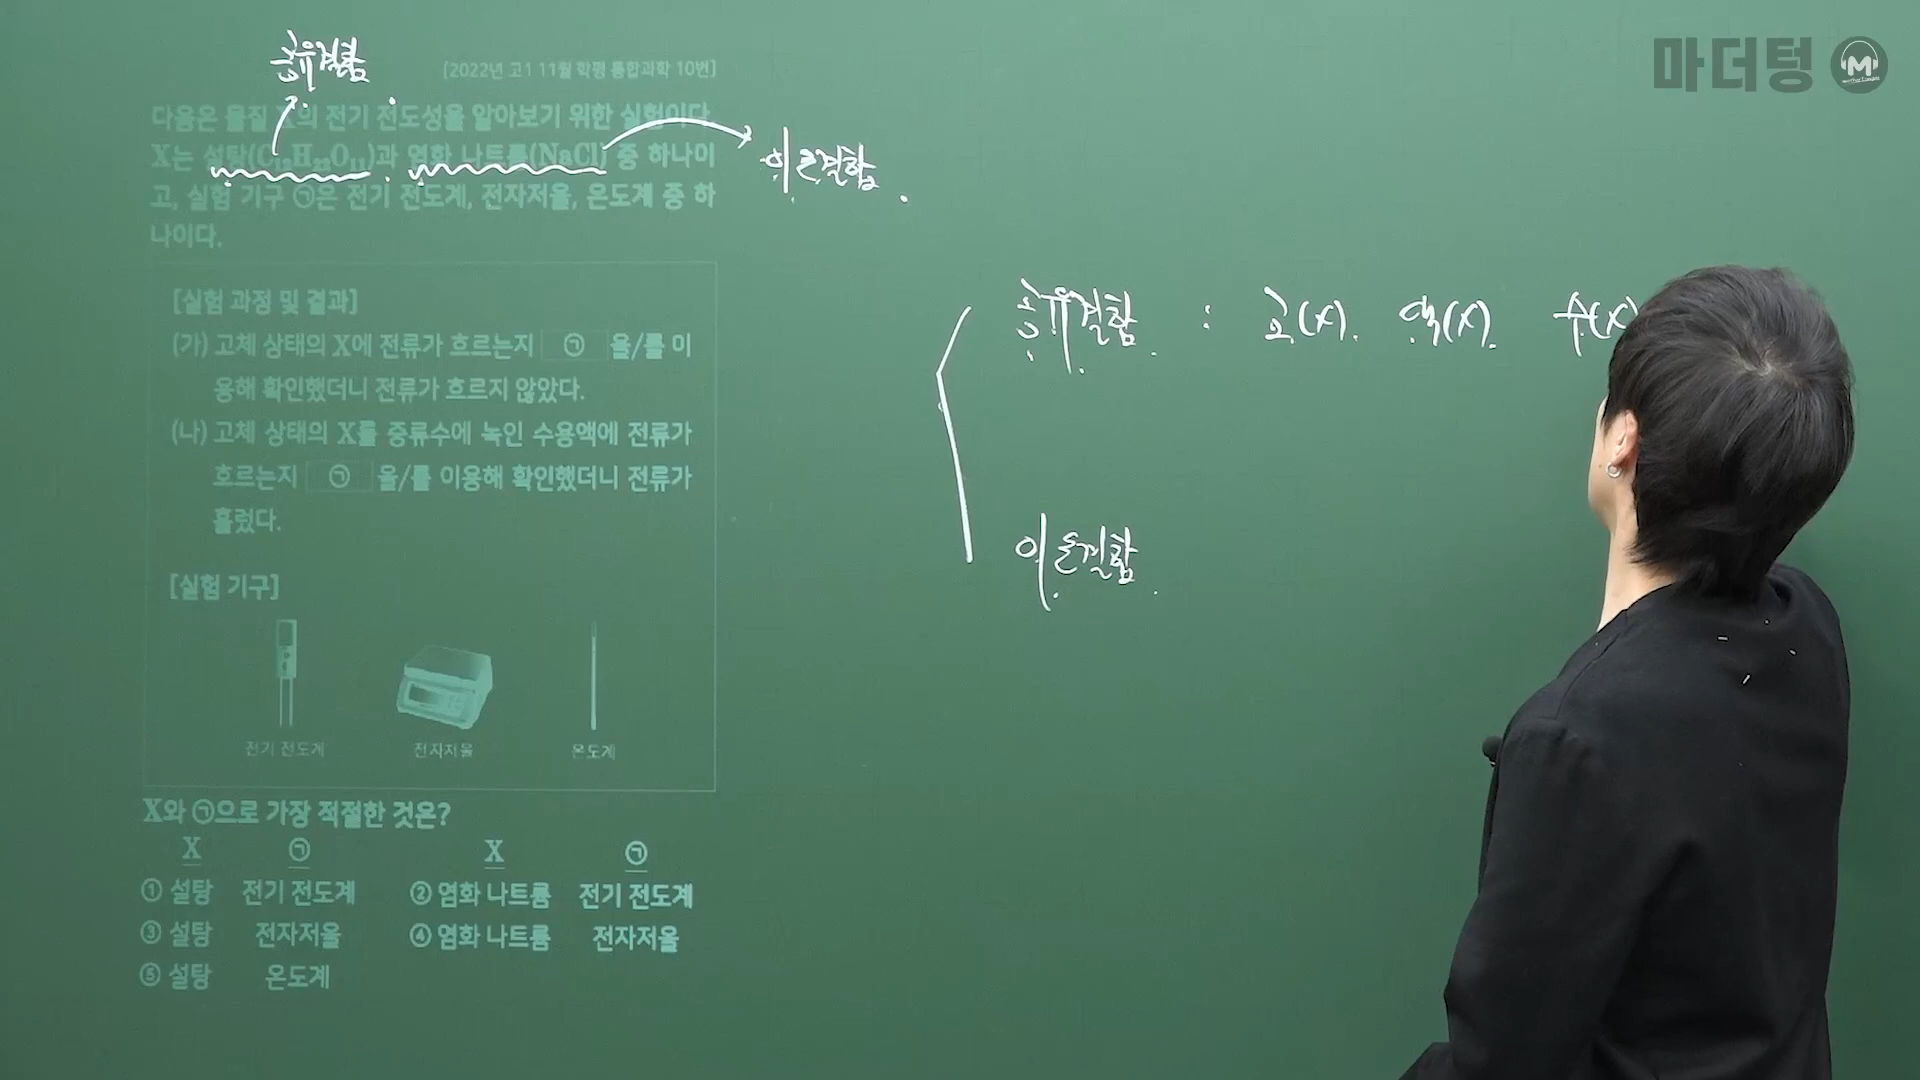 마더텅 M
공유결합
[2022년 고1 11월 학평 통합과학 10번]
다음은 물질 X의 전기 전도성을 알아보기 위한 실험이다.
X는 설탕(C₁₂H₂₂O₁₁)과 염화 나트륨(NaCl) 중 하나이
고, 실험 기구 ㉠은 전기 전도계, 전자저울, 온도계 중 하
나이다.
이온결합
[실험 과정 및 결과]
(가) 고체 상태의 X에 전류가 흐르는지 ㉠ 을/를 이
용해 확인했더니 전류가 흐르지 않았다.
(나) 고체 상태의 X를 증류수에 녹인 수용액에 전류가
흐르는지 ㉠ 을/를 이용해 확인했더니 전류가
흘렀다.
[실험 기구]
전기 전도계 전자저울 온도계
X와 ㉠으로 가장 적절한 것은?
X ㉠ X ㉠
① 설탕 전기 전도계 ② 염화 나트륨 전기 전도계
③ 설탕 전자저울 ④ 염화 나트륨 전자저울
⑤ 설탕 온도계
공유결합 : 고(X). 액(X). 수(X)
이온결합